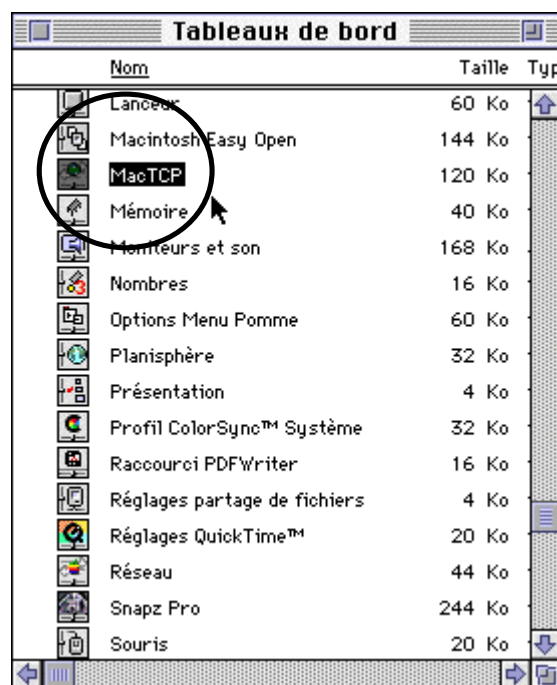 Tableaux de bord
Nom Taille Typ
Lanceur 60 Ko
Macintosh Easy Open 144 Ko
MacTCP 120 Ko
Mémoire 40 Ko
Moniteurs et son 168 Ko
Nombres 16 Ko
Options Menu Pomme 60 Ko
Planisphère 32 Ko
Présentation 4 Ko
Profil ColorSync™ Système 32 Ko
Raccourci PDFWriter 16 Ko
Réglages partage de fichiers 4 Ko
Réglages QuickTime™ 20 Ko
Réseau 44 Ko
Snapz Pro 244 Ko
Souris 20 Ko